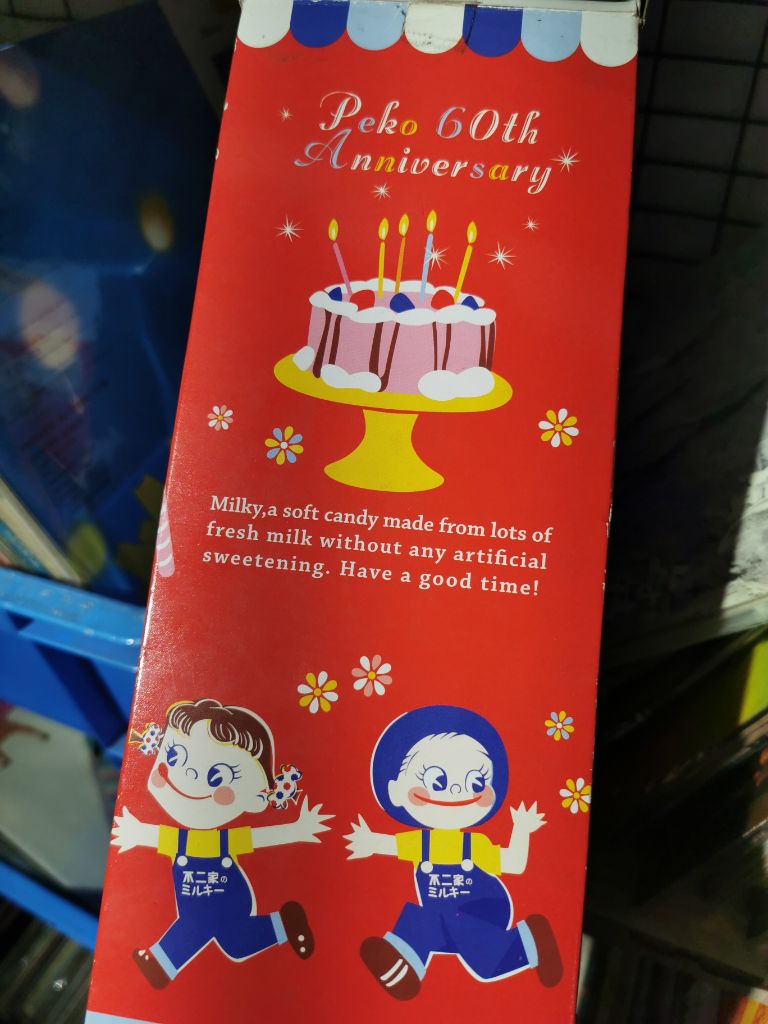 Peko 60th
Anniversary
Milky,a soft candy made from lots of
fresh milk without any artificial
sweetening. Have a good time!
不二家の
ミルキー
不二家の
ミルキー